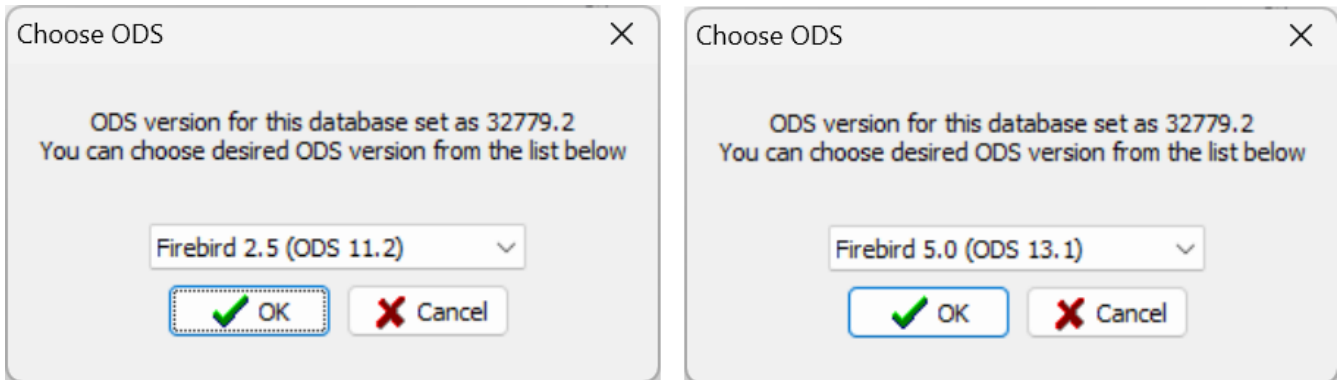 Choose ODS
ODS version for this database set as 32779.2
You can choose desired ODS version from the list below
Firebird 2.5 (ODS 11.2)
OK
Cancel
Choose ODS
ODS version for this database set as 32779.2
You can choose desired ODS version from the list below
Firebird 5.0 (ODS 13.1)
OK
Cancel